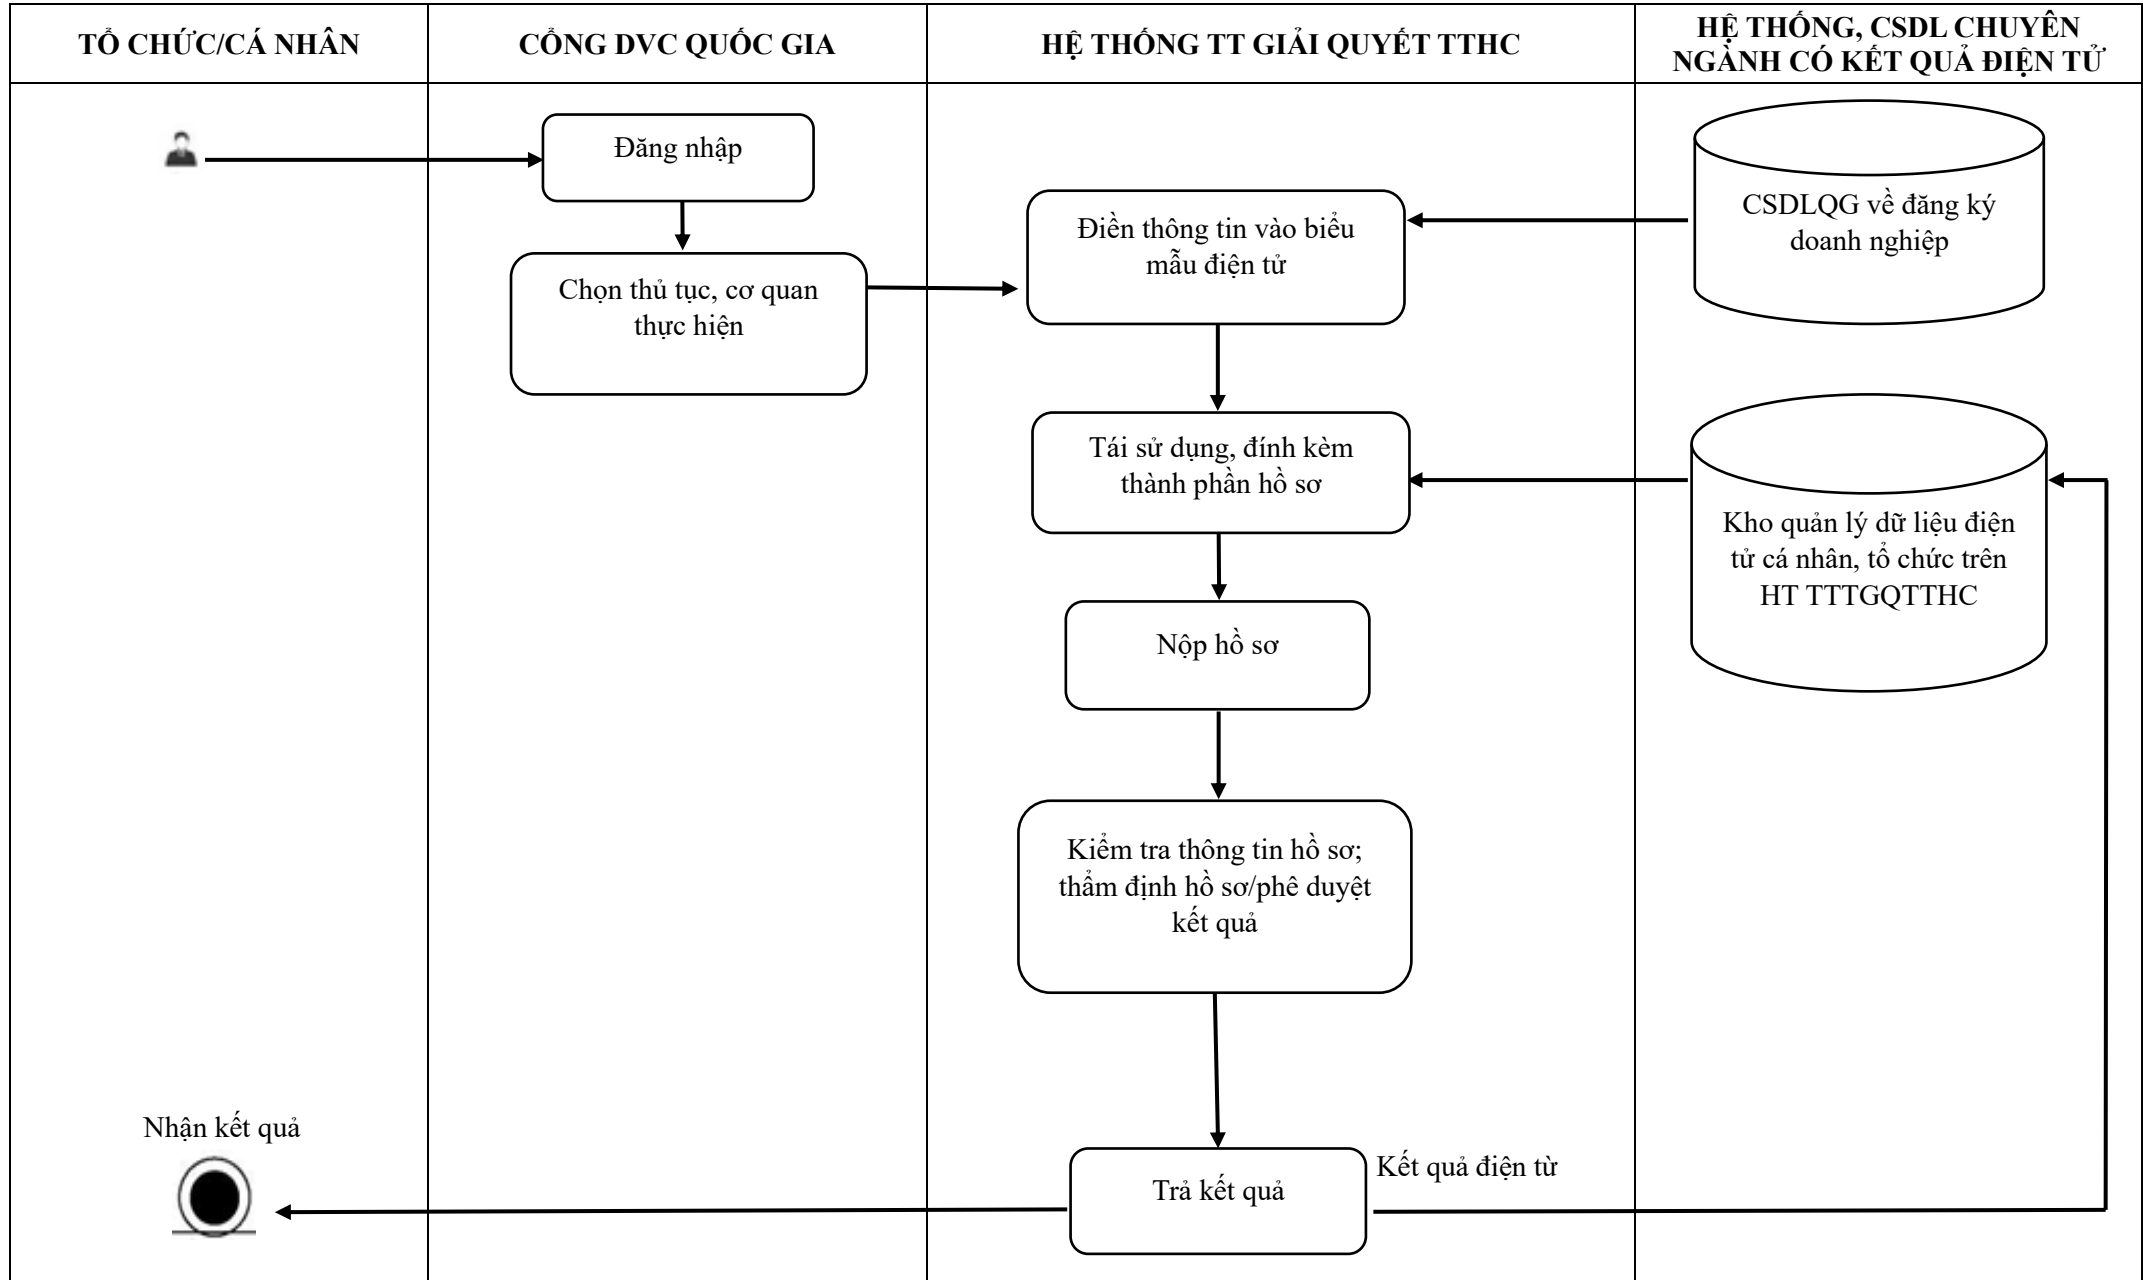 TỔ CHỨC/CÁ NHÂN
CỔNG DVC QUỐC GIA
HỆ THỐNG TT GIẢI QUYẾT TTHC
HỆ THỐNG, CSDL CHUYÊN
NGÀNH CÓ KẾT QUẢ ĐIỆN TỬ
Đăng nhập
Chọn thủ tục, cơ quan
thực hiện
Điền thông tin vào biểu
mẫu điện tử
CSDLQG về đăng ký
doanh nghiệp
Tái sử dụng, đính kèm
thành phần hồ sơ
Kho quản lý dữ liệu điện
tử cá nhân, tổ chức trên
HT TTTGQTTHC
Nộp hồ sơ
Kiểm tra thông tin hồ sơ;
thẩm định hồ sơ/phê duyệt
kết quả
Nhận kết quả
Trả kết quả
Kết quả điện từ